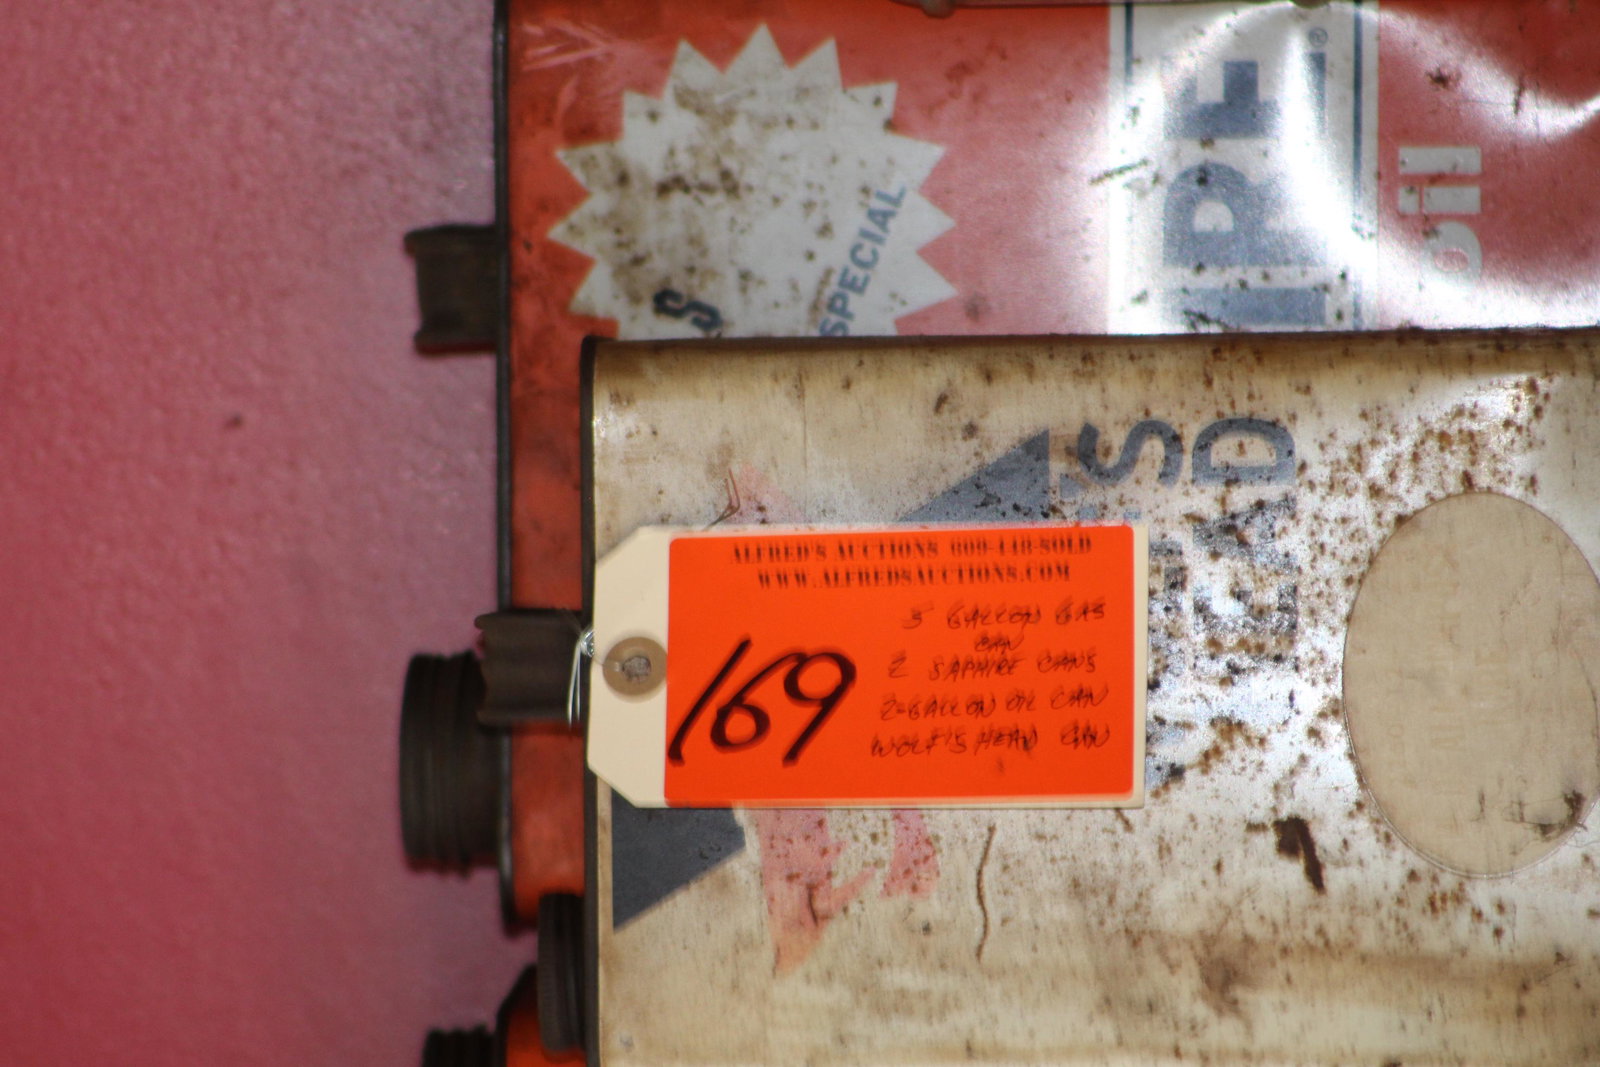 SPECIAL
S
oil
'S
EAD
ALFRED'S AUCTIONS 609-448-SOLD
WWW.ALFREDSAUCTIONS.COM
169
5 GALLON GAS
CAN
2 SAPHIRE CANS
2-GALLON OIL CAN
WOLF'S HEAD CAN